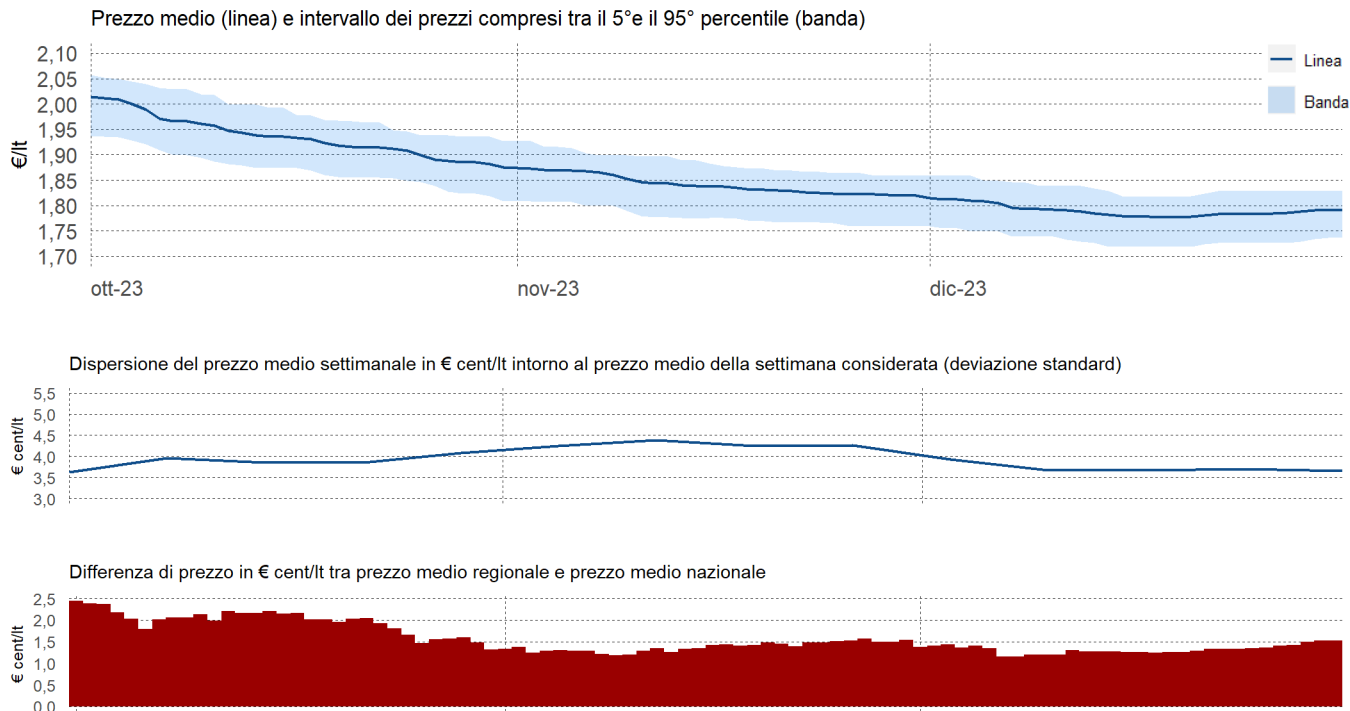 Prezzo medio (linea) e intervallo dei prezzi compresi tra il 5°e il 95° percentile (banda)
2,10
2,05
2,00
1,95
1,90
1,85
1,80
1,75
1,70
€/lt
Linea
Banda
ott-23
nov-23
dic-23
Dispersione del prezzo medio settimanale in € cent/lt intorno al prezzo medio della settimana considerata (deviazione standard)
5,5
5,0
4,5
4,0
3,5
3,0
€ cent/lt
Differenza di prezzo in € cent/lt tra prezzo medio regionale e prezzo medio nazionale
2,5
2,0
1,5
1,0
0,5
0,0
€ cent/lt